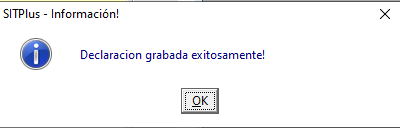 SITPlus - Información!
Declaracion grabada exitosamente!
OK